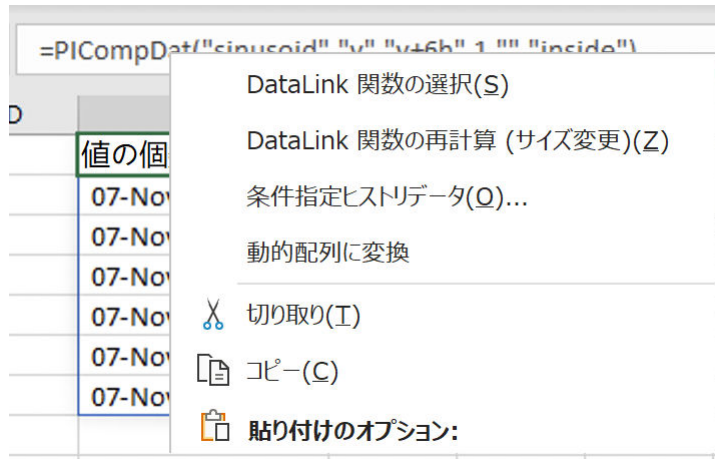 =PICompDat("sinusoid","y","y+6h",1,"","inside")
D
値の個
07-Nov
07-Nov
07-Nov
07-Nov
07-Nov
07-Nov
DataLink 関数の選択(S)
DataLink 関数の再計算 (サイズ変更)(Z)
条件指定ヒストリデータ(O)...
動的配列に変換
切り取り(T)
コピー(C)
貼り付けのオプション: